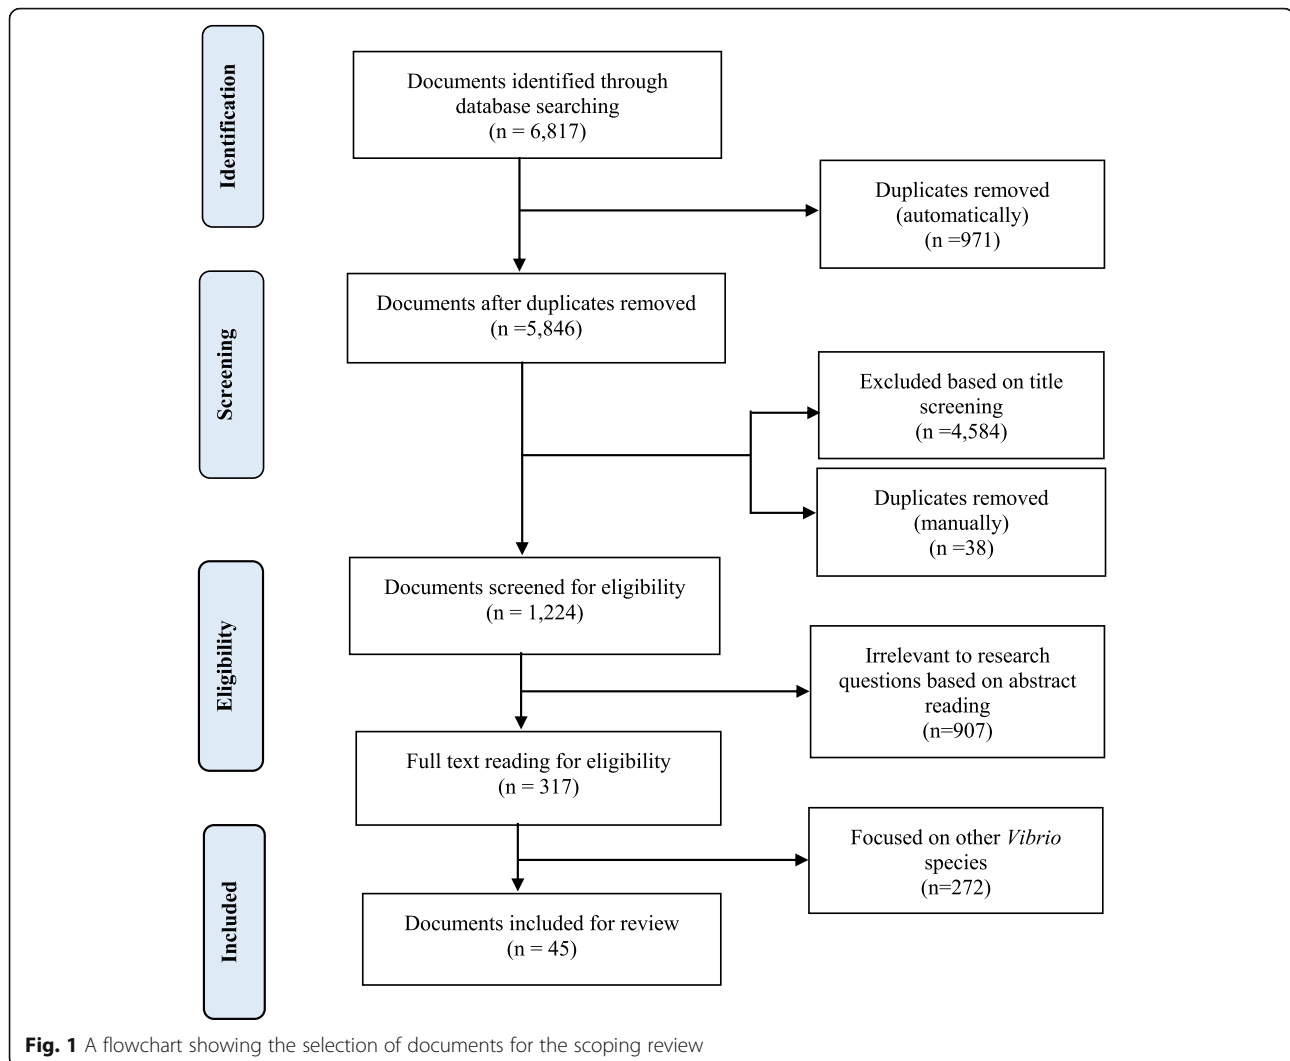 Identification
Documents identified through
database searching
(n = 6,817)
Duplicates removed
(automatically)
(n =971)
Screening
Documents after duplicates removed
(n =5,846)
Excluded based on title
screening
(n =4,584)
Duplicates removed
(manually)
(n =38)
Eligibility
Documents screened for eligibility
(n = 1,224)
Irrelevant to research
questions based on abstract
reading
(n=907)
Full text reading for eligibility
(n = 317)
Included
Focused on other Vibrio
species
(n=272)
Documents included for review
(n = 45)
Fig. 1 A flowchart showing the selection of documents for the scoping review